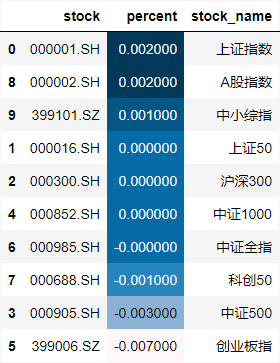 stock percent stock_name
0 000001.SH 0.002000 上证指数
8 000002.SH 0.002000 A股指数
9 399101.SZ 0.001000 中小综指
1 000016.SH 0.000000 上证50
2 000300.SH 0.000000 沪深300
4 000852.SH 0.000000 中证1000
6 000985.SH -0.000000 中证全指
7 000688.SH -0.001000 科创50
3 000905.SH -0.003000 中证500
5 399006.SZ -0.007000 创业板指